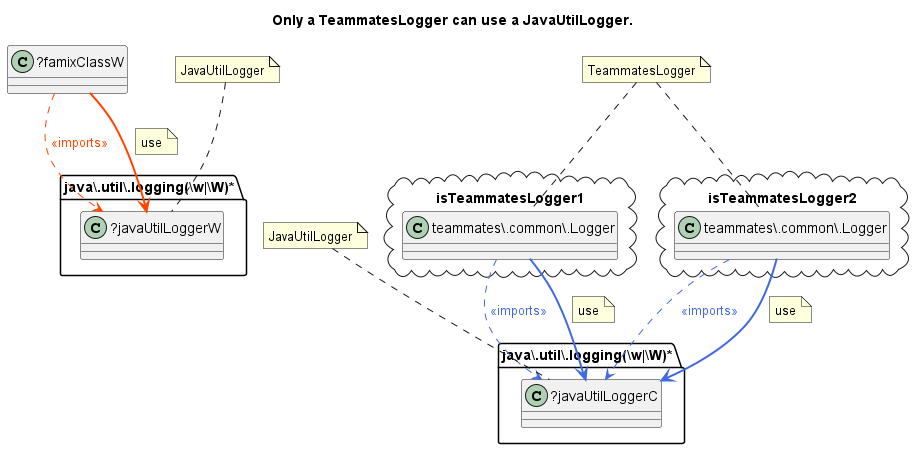 Only a TeammatesLogger can use a JavaUtilLogger.
C ?famixClassW
JavaUtilLogger
TeammatesLogger
«imports»
use
java\.util\.logging(\w|\W)*
C ?javaUtilLoggerW
isTeammatesLogger1
C teammates\.common\.Logger
isTeammatesLogger2
C teammates\.common\.Logger
JavaUtilLogger
«imports»
use
«imports»
use
java\.util\.logging(\w|\W)*
C ?javaUtilLoggerC